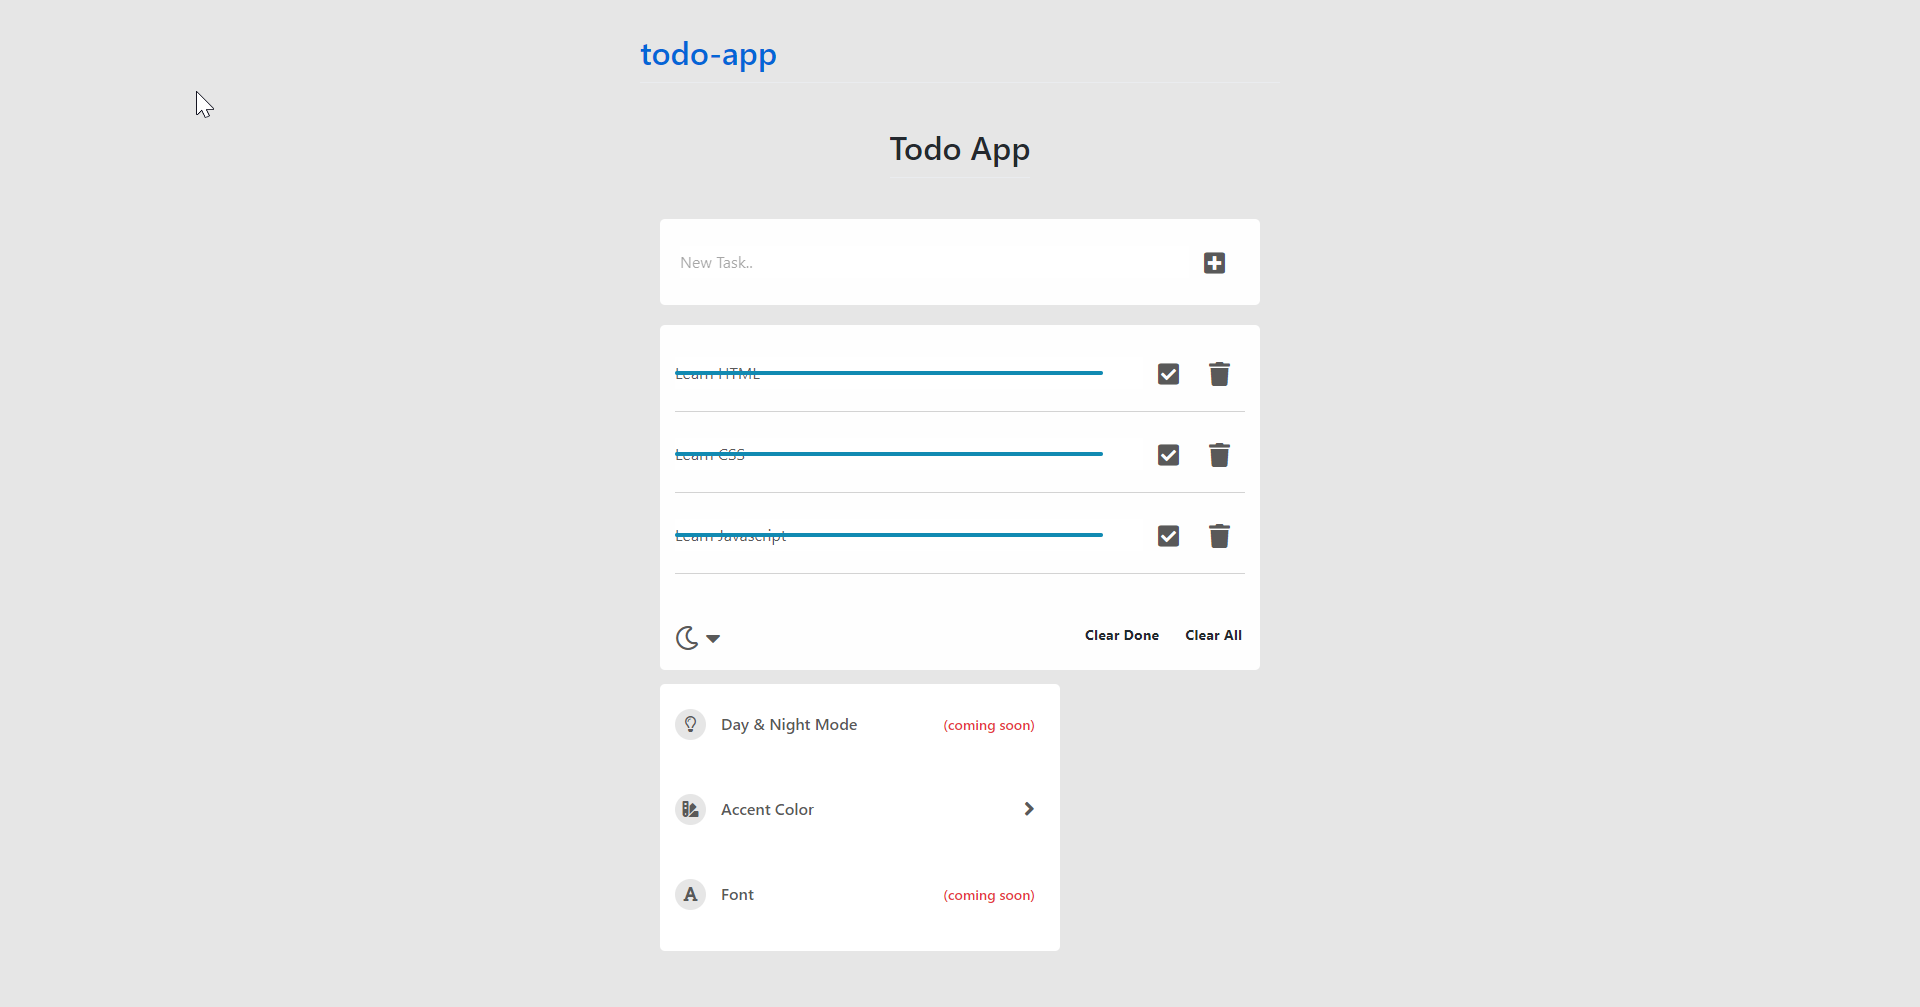 todo-app
Todo App
New Task..
Learn HTML
Learn CSS
Learn Javascript
Clear Done Clear All
Day & Night Mode (coming soon)
Accent Color
A Font (coming soon)